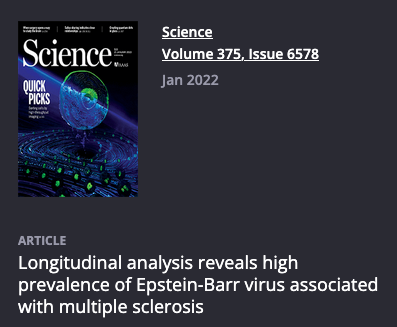 Science
QUICK
PICKS
Science
Volume 375, Issue 6578
Jan 2022
ARTICLE
Longitudinal analysis reveals high
prevalence of Epstein-Barr virus associated
with multiple sclerosis